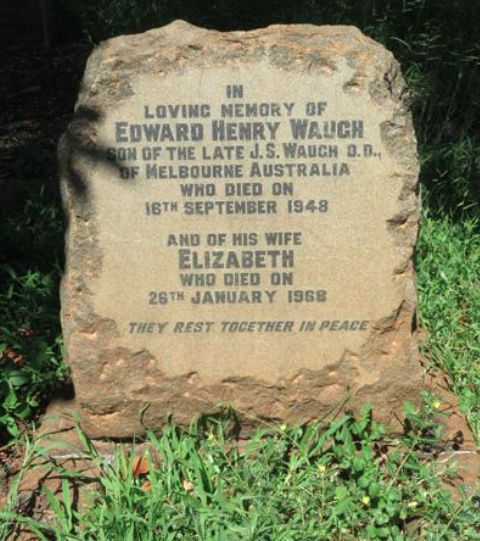 IN
LOVING MEMORY OF
EDWARD HENRY WAUGH
SON OF THE LATE J.S. WAUGH D.D.,
OF MELBOURNE AUSTRALIA
WHO DIED ON
16TH SEPTEMBER 1948
AND OF HIS WIFE
ELIZABETH
WHO DIED ON
26TH JANUARY 1968
THEY REST TOGETHER IN PEACE